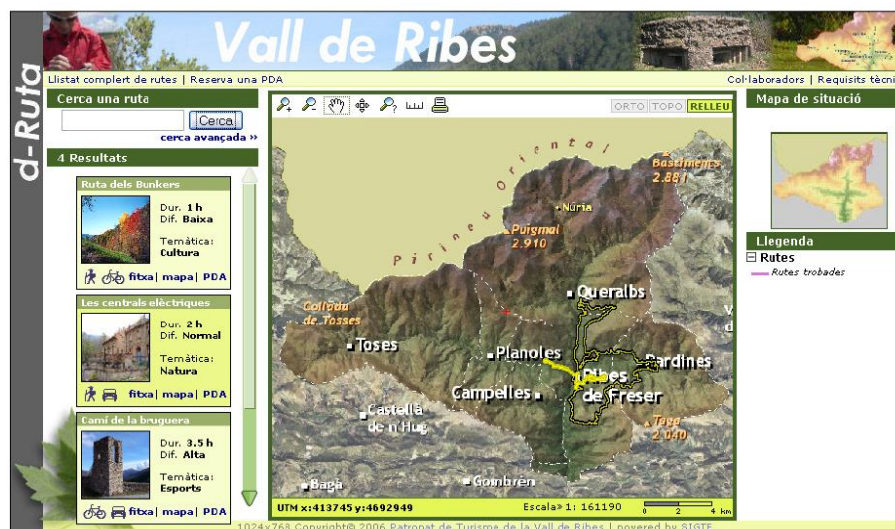 Vall de Ribes
d-Ruta
Llistat complert de rutes | Reserva una PDA
Col·laboradors | Requisits tècni
Cerca una ruta
Cerca
cerca avançada »
4 Resultats
Ruta dels Bunkers
Dur. 1 h
Dif. Baixa
Temàtica:
Cultura
fitxa| mapa| PDA
Les centrals elèctriques
Dur. 2 h
Dif. Normal
Temàtica:
Natura
fitxa| mapa| PDA
Camí de la bruguera
Dur. 3.5 h
Dif. Alta
Temàtica:
Esports
fitxa| mapa| PDA
ORTO TOPO RELLEU
Pirineu Oriental
Bastiments
2.881
Núria
Puigmal
2.910
Queralbs
Collada
de Tosses
Toses
Planoles
Pardines
Ribes
de Freser
Campelles
Castellà
de n'Hug
Taga
2.040
Bagà
Gombrèn
UTM x:413745 y:4692949
Escala» 1: 161190
0 2 4 km
Mapa de situació
Llegenda
Rutes
Rutes trobades
1024x768 Copyright© 2006 Patronat de Turisme de la Vall de Ribes | powered by SIGTE